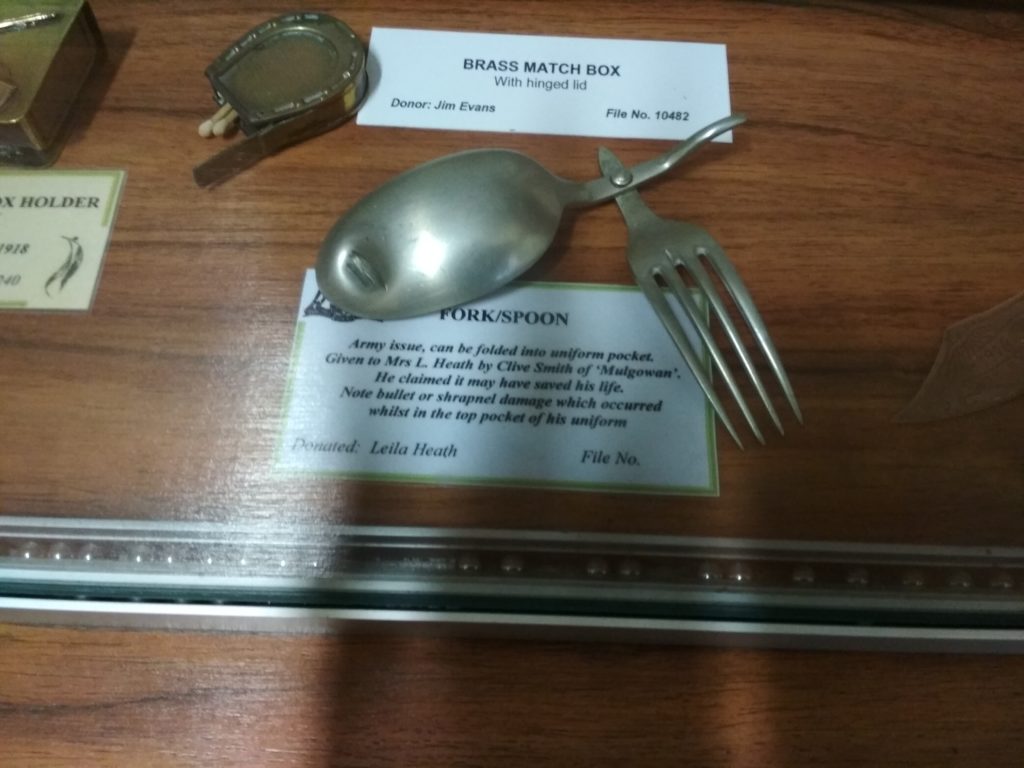 BRASS MATCH BOX
With hinged lid
Donor: Jim Evans File No. 10482
HOLDER
1918
FORK/SPOON
Army issue, can be folded into uniform pocket.
Given to Mrs L. Heath by Clive Smith of 'Mulgowan'.
He claimed it may have saved his life.
Note bullet or shrapnel damage which occurred
whilst in the top pocket of his uniform
Donated: Leila Heath File No.